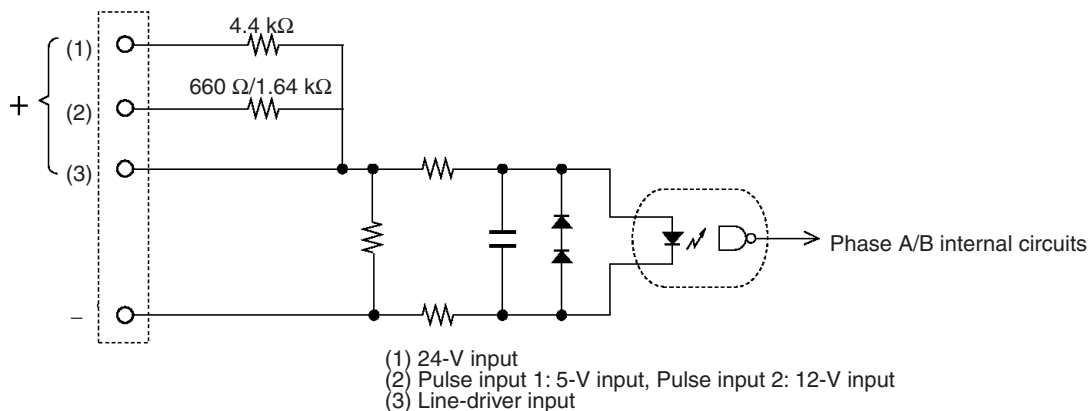 4.4 kΩ
(1)
660 Ω/1.64 kΩ
+
(2)
(3)
Phase A/B internal circuits
–
(1) 24-V input
(2) Pulse input 1: 5-V input, Pulse input 2: 12-V input
(3) Line-driver input